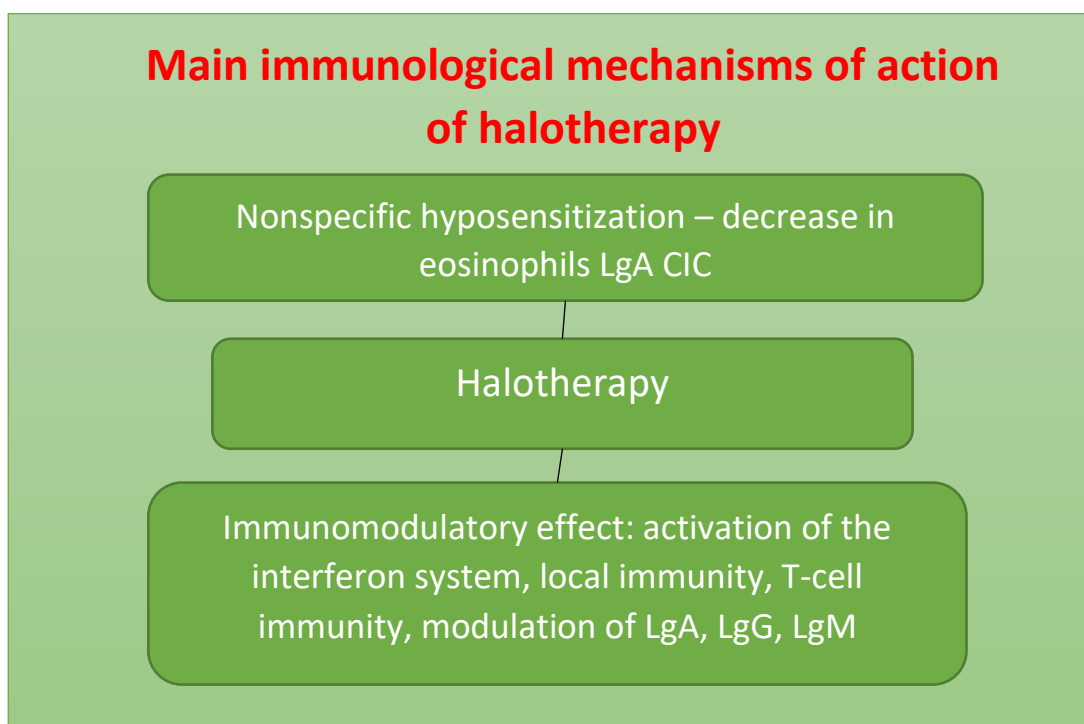 Main immunological mechanisms of action
of halotherapy
Nonspecific hyposensitization – decrease in
eosinophils LgA CIC
Halotherapy
Immunomodulatory effect: activation of the
interferon system, local immunity, T-cell
immunity, modulation of LgA, LgG, LgM